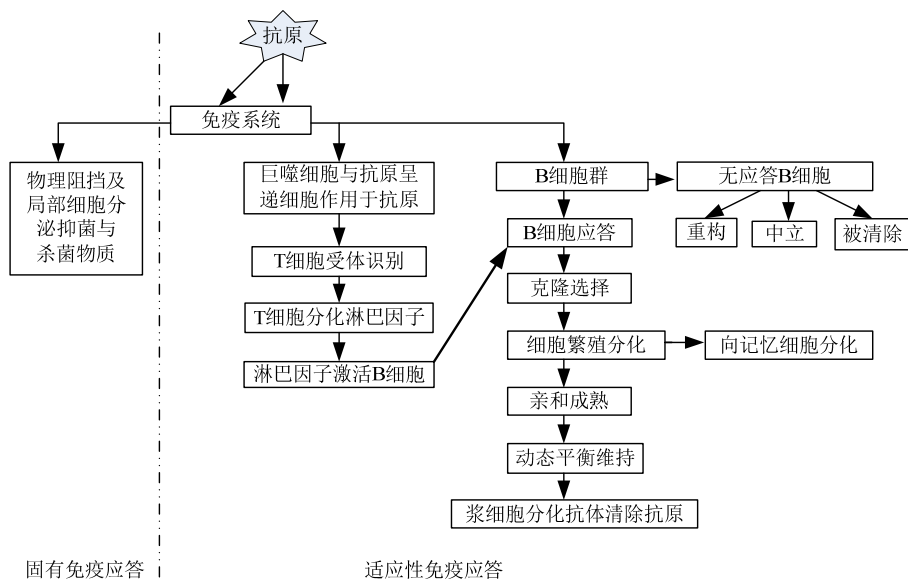 抗原
免疫系统
物理阻挡及
局部细胞分
泌抑菌与
杀菌物质
巨噬细胞与抗原呈
递细胞作用于抗原
T细胞受体识别
T细胞分化淋巴因子
淋巴因子激活B细胞
B细胞群
无应答B细胞
重构
中立
被清除
B细胞应答
克隆选择
细胞繁殖分化
向记忆细胞分化
亲和成熟
动态平衡维持
浆细胞分化抗体清除抗原
固有免疫应答
适应性免疫应答